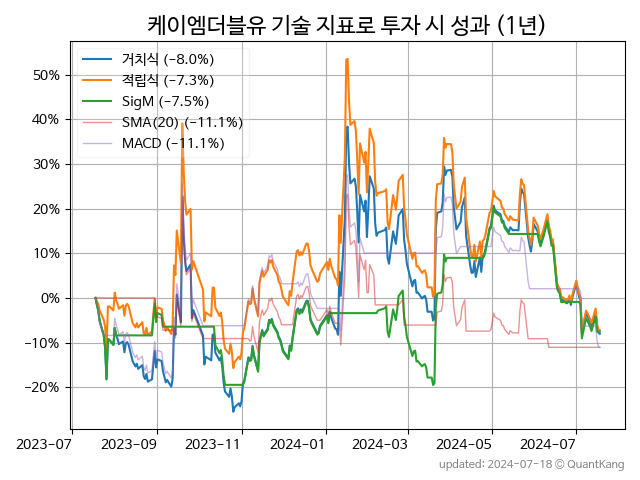 케이엠더블유 기술 지표로 투자 시 성과 (1년)
거치식 (-8.0%)
적립식 (-7.3%)
SigM (-7.5%)
SMA(20) (-11.1%)
MACD (-11.1%)
50%
40%
30%
20%
10%
0%
-10%
-20%
2023-07 2023-09 2023-11 2024-01 2024-03 2024-05 2024-07
updated: 2024-07-18 © QuantKang